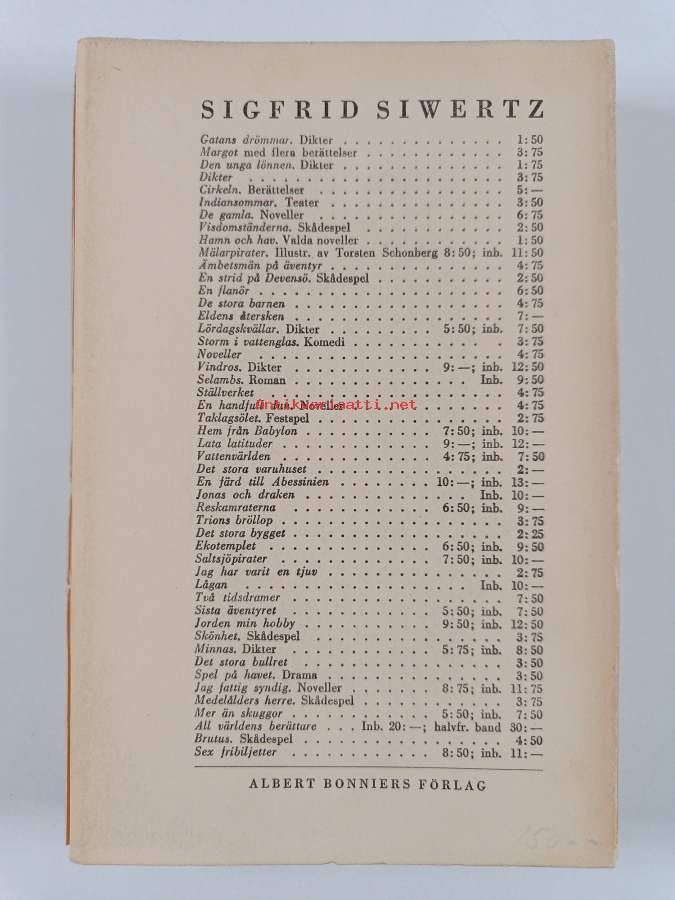 SIGFRID SIWERTZ
Gatans drömmar. Dikter . . . . . . . . . . . . . . 1:50
Margot med flera berättelser . . . . . . . . . . . . 3:75
Den unga lönnen. Dikter . . . . . . . . . . . . . . 1:75
Dikter . . . . . . . . . . . . . . . . . . . . 3:75
Cirkeln. Berättelser . . . . . . . . . . . . . . . . 5:—
Indiansommar. Teater . . . . . . . . . . . . . . . 3:50
De gamla. Noveller . . . . . . . . . . . . . . . . 6:75
Visdomständerna. Skådespel . . . . . . . . . . . . . 2:50
Hamn och hav. Valda noveller . . . . . . . . . . . . 1:50
Mälarpirater. Illustr. av Torsten Schonberg 8:50; inb. 11:50
Ämbetsmän på äventyr . . . . . . . . . . . . . . . 4:75
En strid på Devensö. Skådespel . . . . . . . . . . . 2:50
En flanör . . . . . . . . . . . . . . . . . . . 6:50
De stora barnen . . . . . . . . . . . . . . . . . 4:75
Eldens återsken . . . . . . . . . . . . . . . . . 7:—
Lördagskvällar. Dikter . . . . . . . . . 5:50; inb. 7:50
Storm i vattenglas. Komedi . . . . . . . . . . . . 3:75
Noveller . . . . . . . . . . . . . . . . . . . 4:75
Vindros. Dikter . . . . . . . . . . . . 9:—; inb. 12:50
Selambs. Roman . . . . . . . . . . . . . . Inb. 9:50
Ställverket . . . . . . . . . . . . . . . . . . . 4:75
En handfull dun. Noveller . . . . . . . . . . . . . 4:75
antikvariaatti.net
Taklagsölet. Festspel . . . . . . . . . . . . . . . 2:75
Hem från Babylon . . . . . . . . . . 7:50; inb. 10:—
Lata latituder . . . . . . . . . . . . 9:—; inb. 12:—
Vattenvärlden . . . . . . . . . . . . 4:75; inb. 7:50
Det stora varuhuset . . . . . . . . . . . . . . . 2:—
En färd till Abessinien . . . . . . . . 10:—; inb. 13:—
Jonas och draken . . . . . . . . . . . . . Inb. 10:—
Reskamraterna . . . . . . . . . . . . 6:50; inb. 9:—
Trions bröllop . . . . . . . . . . . . . . . . . 3:75
Det stora bygget . . . . . . . . . . . . . . . . . 2:25
Ekotemplet . . . . . . . . . . . . . 6:50; inb. 9:50
Saltsjöpirater . . . . . . . . . . . . 7:50; inb. 10:—
Jag har varit en tjuv . . . . . . . . . . . . . . . 2:75
Lågan . . . . . . . . . . . . . . . . . Inb. 10:—
Två tidsdramer . . . . . . . . . . . . . . . . . 7:50
Sista äventyret . . . . . . . . . . . . 5:50; inb. 7:50
Jorden min hobby . . . . . . . . . . 9:50; inb. 12:50
Skönhet. Skådespel . . . . . . . . . . . . . . . 3:75
Minnas. Dikter . . . . . . . . . . . . 5:75; inb. 8:50
Det stora bullret . . . . . . . . . . . . . . . . 3:50
Spel på havet. Drama . . . . . . . . . . . . . . . 3:50
Jag fattig syndig. Noveller . . . . . . . 8:75; inb. 11:75
Medelålders herre. Skådespel . . . . . . . . . . . . 3:75
Mer än skuggor . . . . . . . . . . . 5:50; inb. 7:50
All världens berättare . . . Inb. 20:—; halvfr. band 30:—
Brutus. Skådespel . . . . . . . . . . . . . . . . 4:50
Sex fribiljetter . . . . . . . . . . . . 8:50; inb. 11:—
ALBERT BONNIERS FÖRLAG
150--